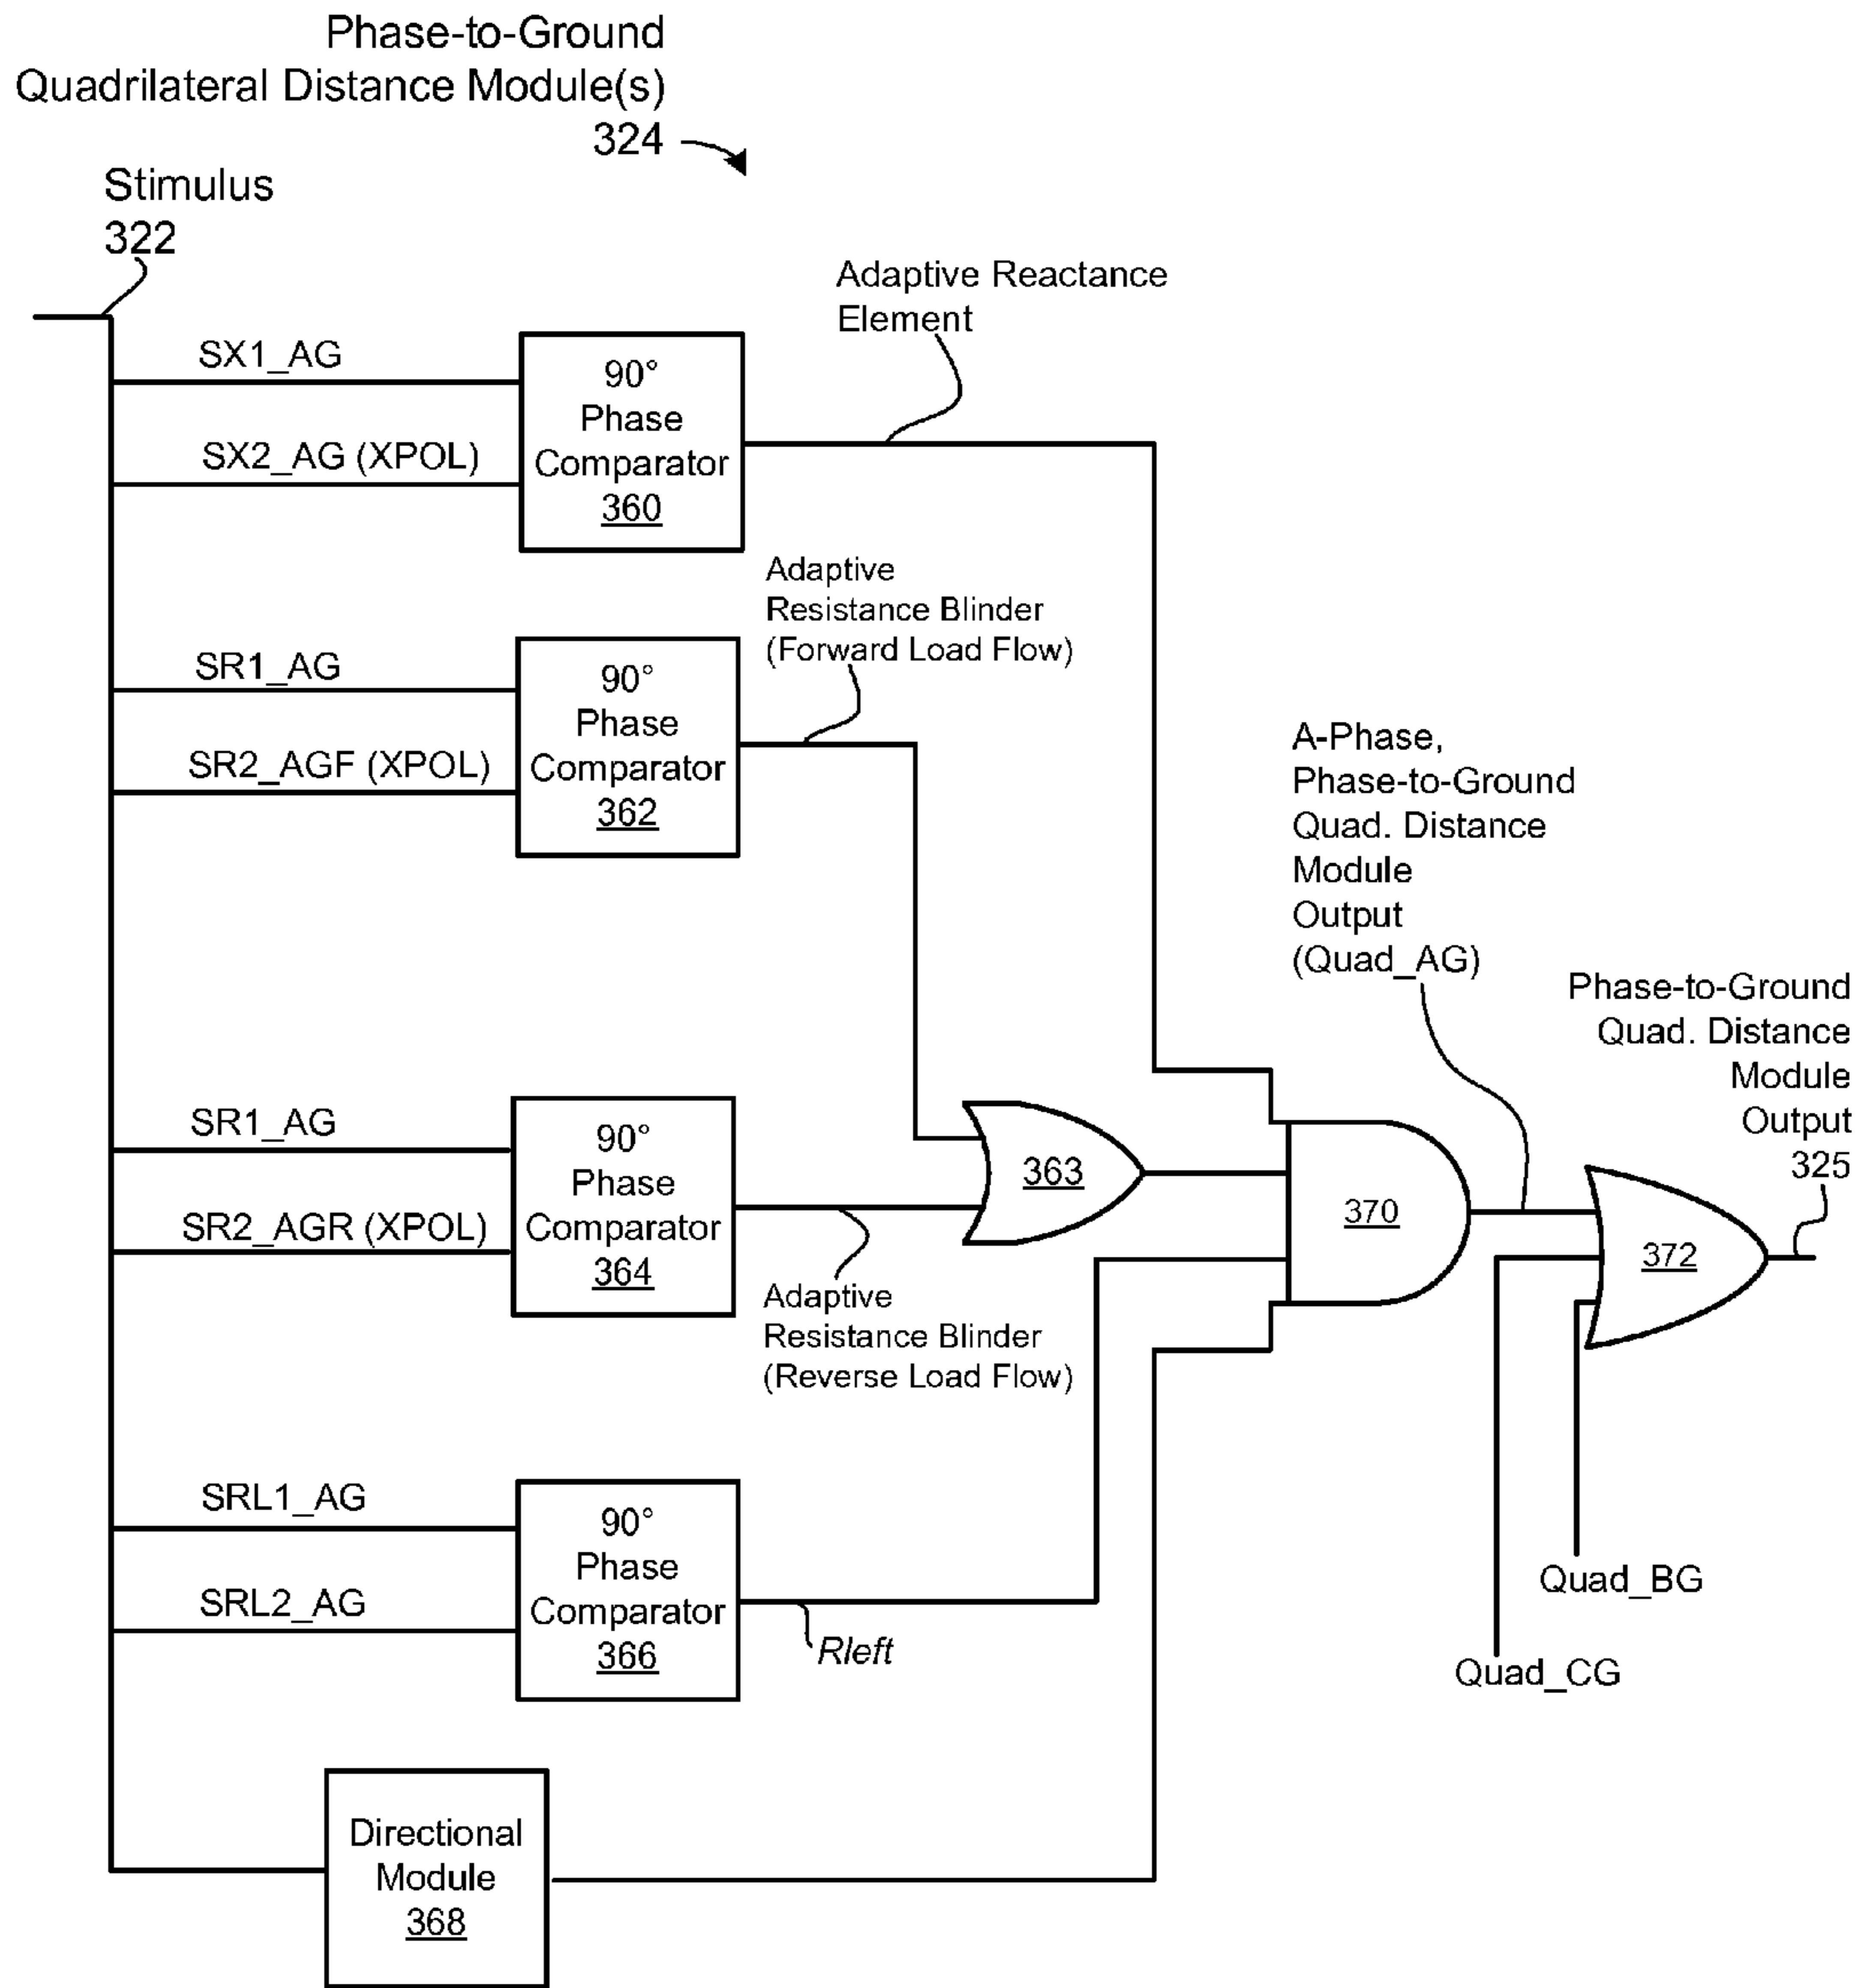 Phase-to-Ground
Quadrilateral Distance Module(s)
324
Stimulus
322
Adaptive Reactance
Element
SX1_AG
SX2_AG (XPOL)
90°
Phase
Comparator
360
Adaptive
Resistance Blinder
(Forward Load Flow)
SR1_AG
SR2_AGF (XPOL)
90°
Phase
Comparator
362
A-Phase,
Phase-to-Ground
Quad. Distance
Module
Output
(Quad_AG)
Phase-to-Ground
Quad. Distance
Module
Output
325
SR1_AG
SR2_AGR (XPOL)
90°
Phase
Comparator
364
363
370
372
Adaptive
Resistance Blinder
(Reverse Load Flow)
SRL1_AG
SRL2_AG
90°
Phase
Comparator
366
Rleft
Quad_BG
Quad_CG
Directional
Module
368